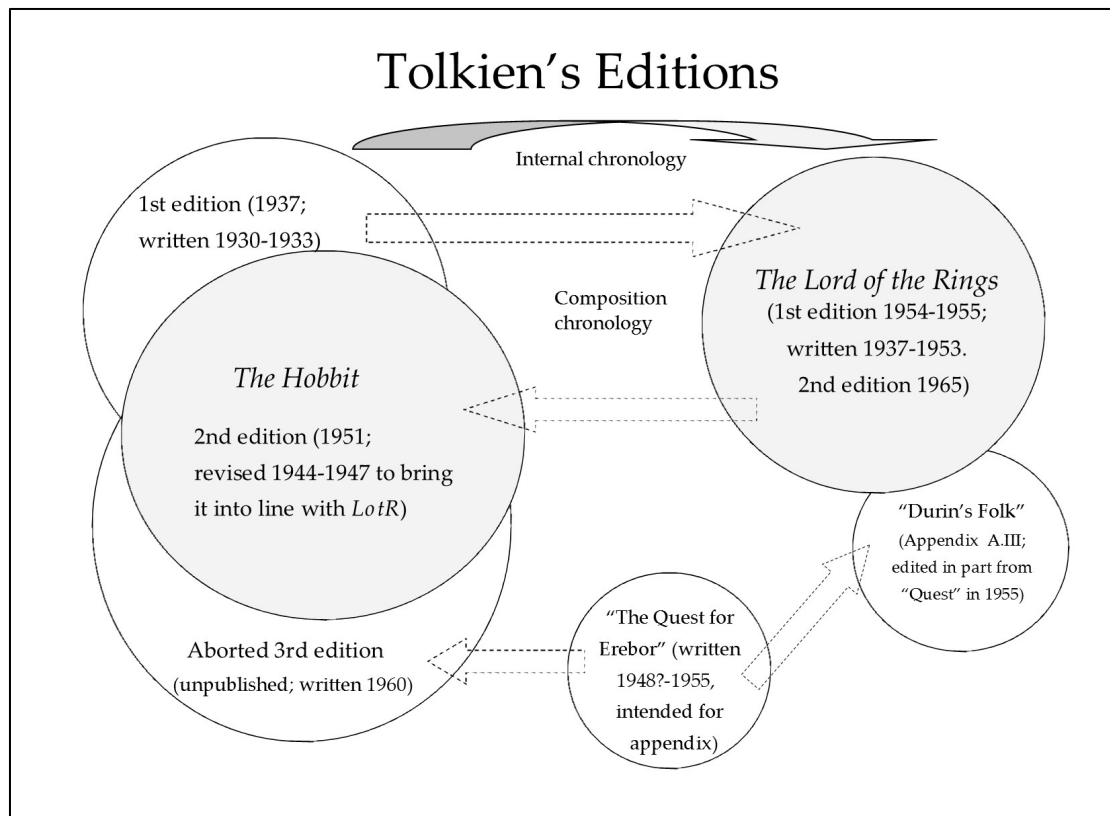 Tolkien's Editions
Internal chronology
1st edition (1937;
written 1930-1933)
Composition
chronology
The Lord of the Rings
(1st edition 1954-1955;
written 1937-1953.
2nd edition 1965)
The Hobbit
2nd edition (1951;
revised 1944-1947 to bring
it into line with LotR)
"Durin's Folk"
(Appendix A.III;
edited in part from
"Quest" in 1955)
"The Quest for
Erebor" (written
1948?-1955,
intended for
appendix)
Aborted 3rd edition
(unpublished; written 1960)